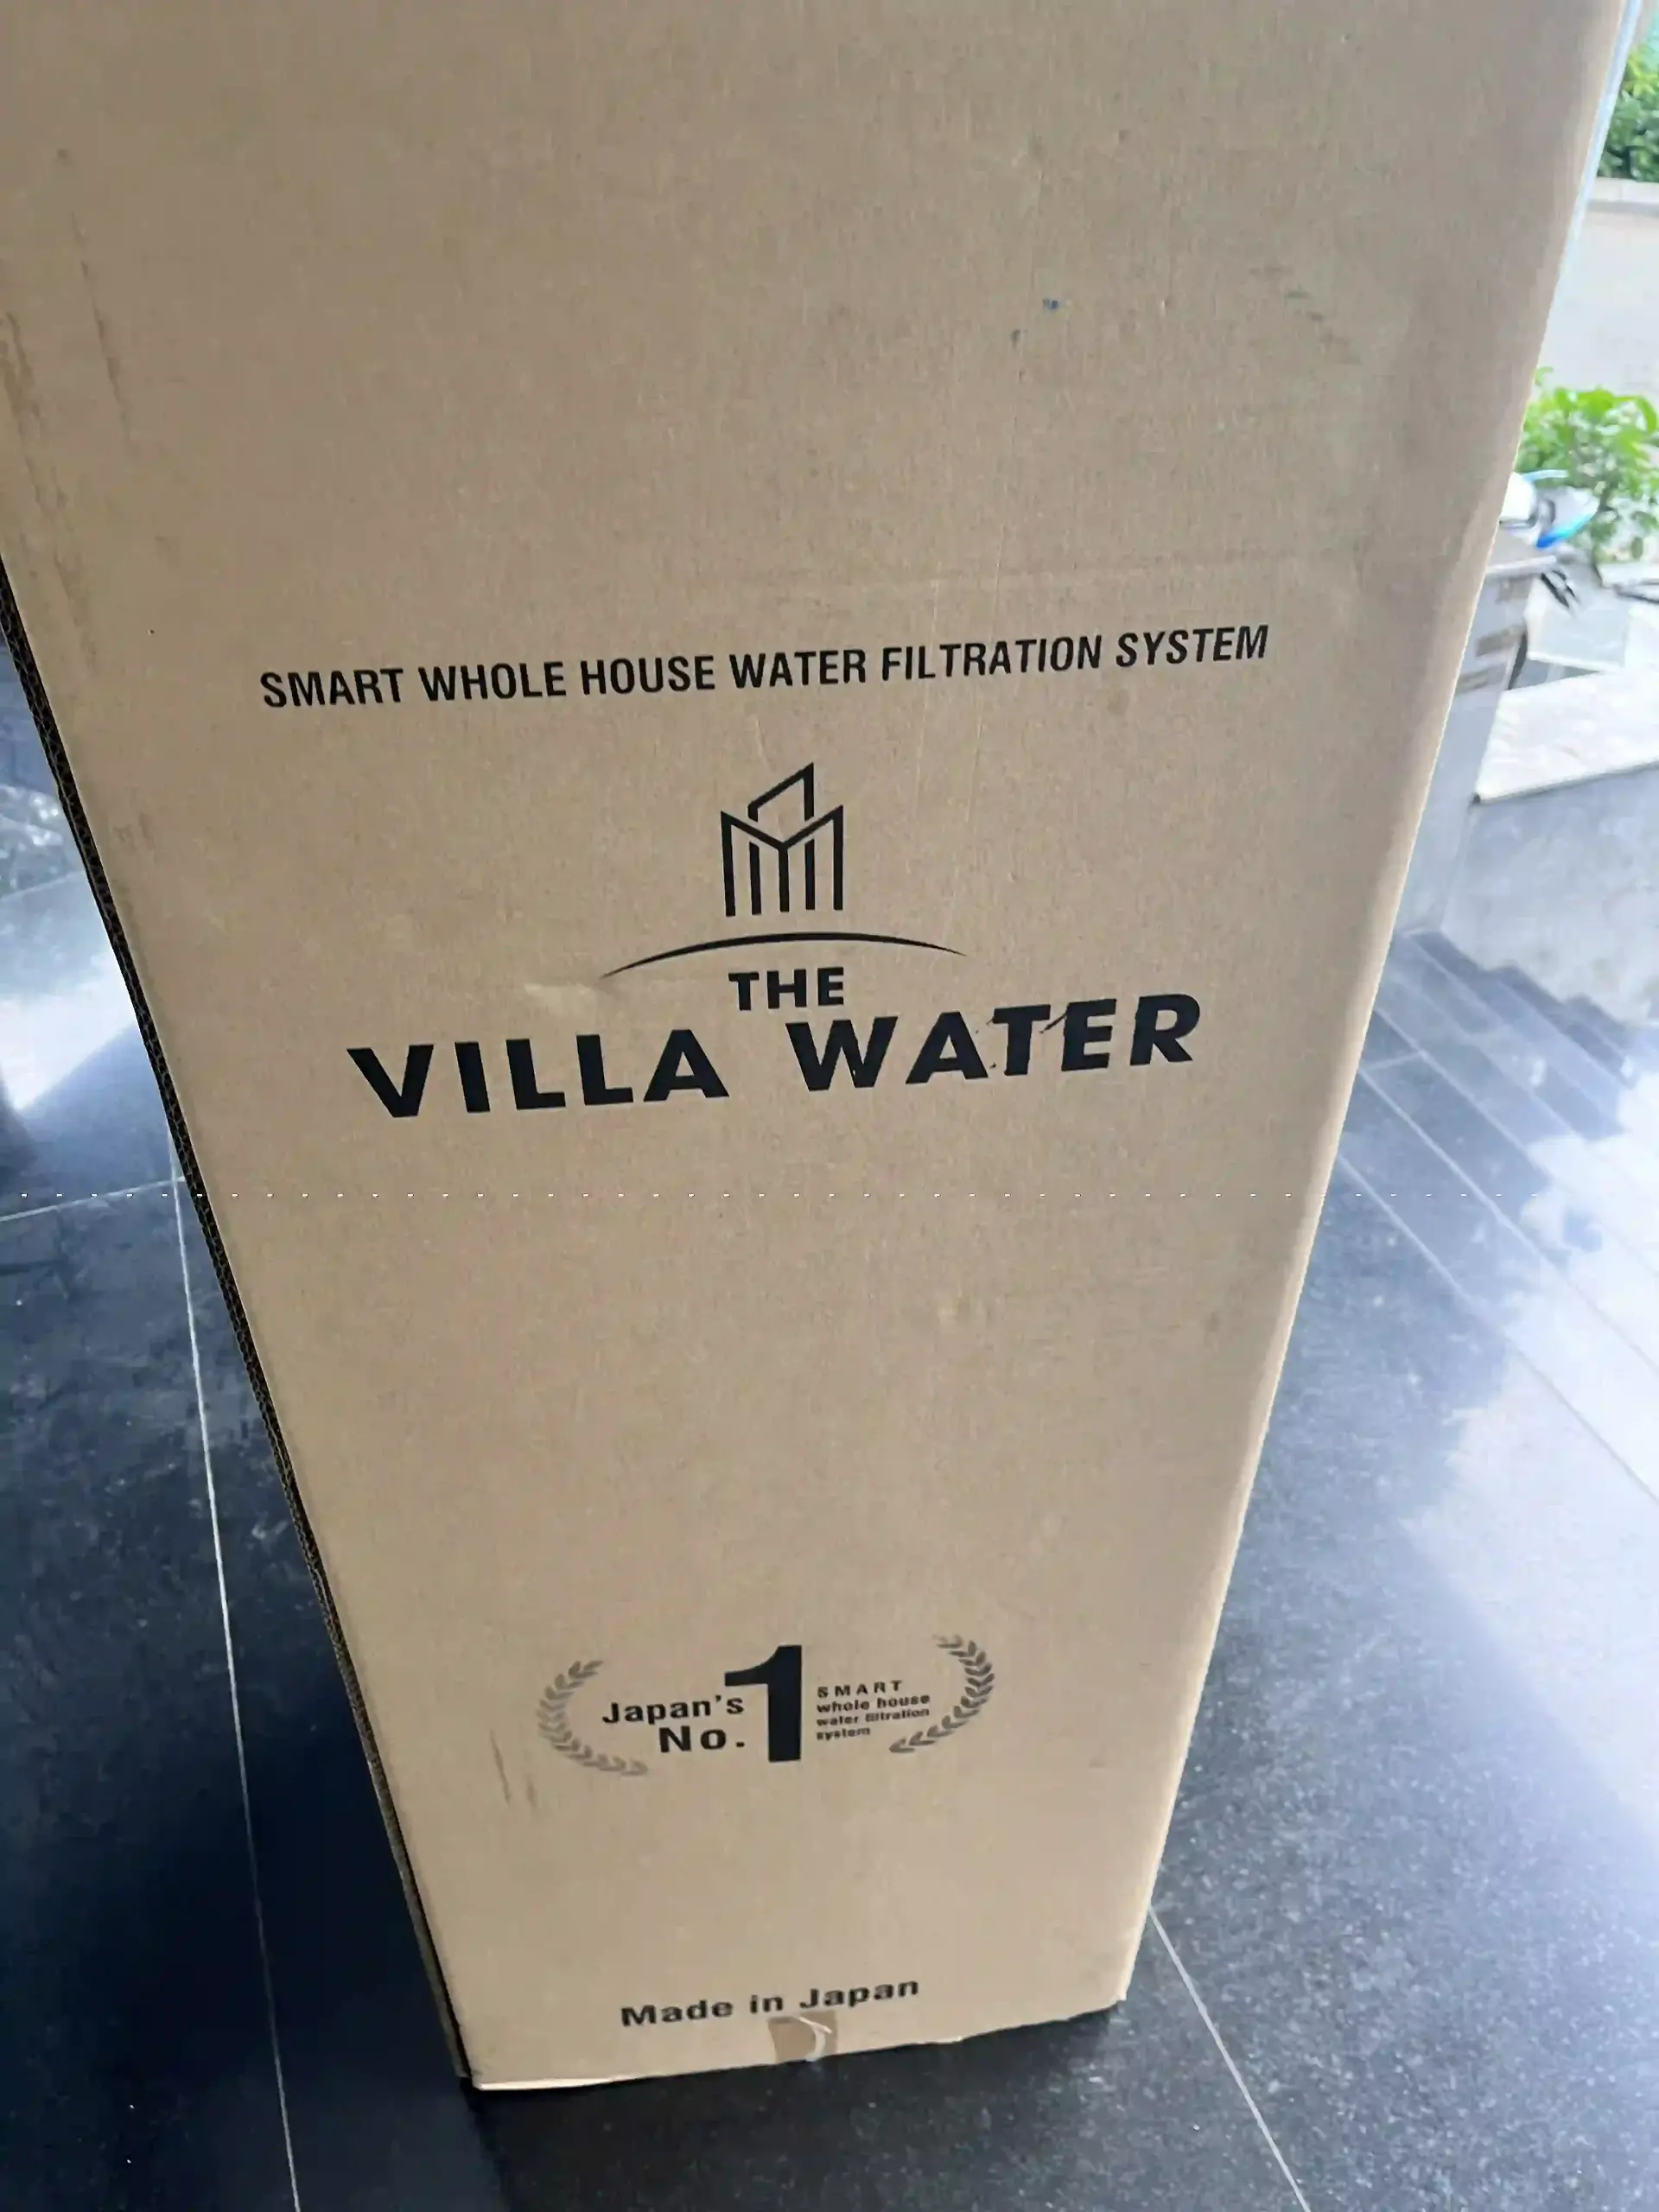 SMART WHOLE HOUSE WATER FILTRATION SYSTEM
THE
VILLA WATER
Japan's
No. 1
SMART
whole house
water filtration
system
Made in Japan